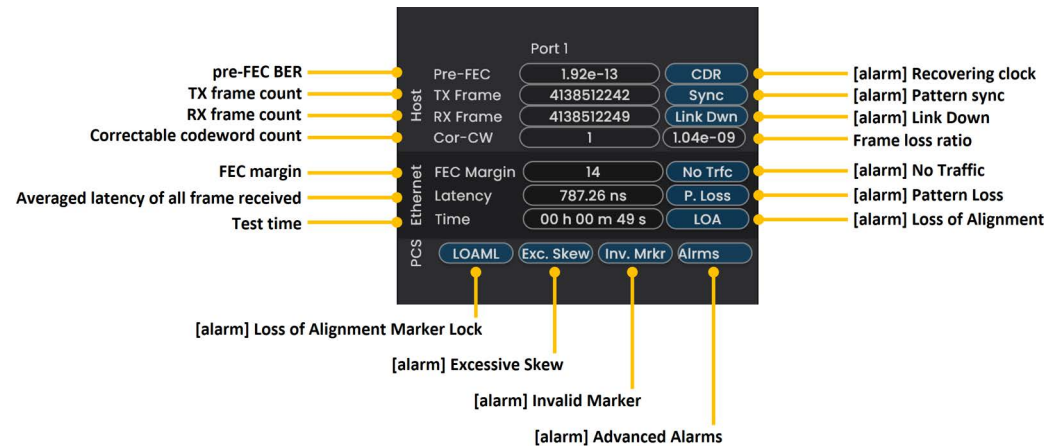 Port 1
pre-FEC BER
Pre-FEC 1.92e-13 CDR
[alarm] Recovering clock
TX frame count
TX Frame 4138512242 Sync
[alarm] Pattern sync
Host
RX frame count
RX Frame 4138512249 Link Dwn
[alarm] Link Down
Correctable codeword count
Cor-CW 1 1.04e-09
Frame loss ratio
FEC margin
FEC Margin 14 No Trfc
[alarm] No Traffic
Ethernet
Averaged latency of all frame received
Latency 787.26 ns P. Loss
[alarm] Pattern Loss
Test time
Time 00 h 00 m 49 s LOA
[alarm] Loss of Alignment
PCS
LOAML Exc. Skew Inv. Mrkr Alrms
[alarm] Loss of Alignment Marker Lock
[alarm] Excessive Skew
[alarm] Invalid Marker
[alarm] Advanced Alarms